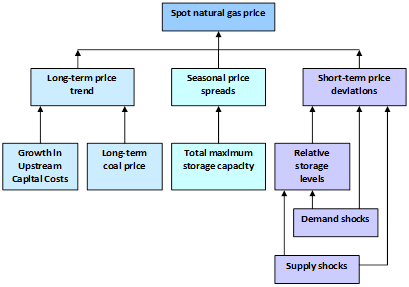 Spot natural gas price
Long-term price
trend
Seasonal price
spreads
Short-term price
deviations
Growth in
Upstream
Capital Costs
Long-term
coal price
Total maximum
storage capacity
Relative
storage
levels
Demand shocks
Supply shocks